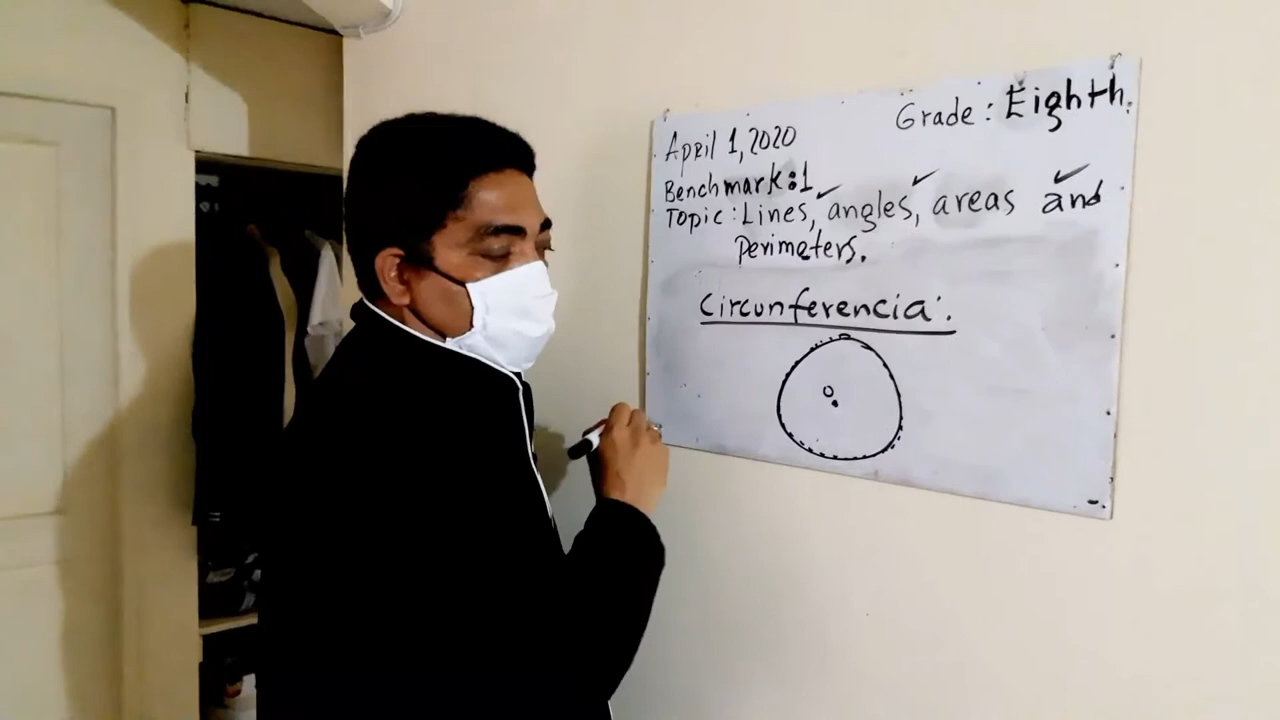 Grade: Eighth.
April 1, 2020
Benchmark:1
Topic: Lines, angles, areas and
Perimeters.
Circunferencia:.
O